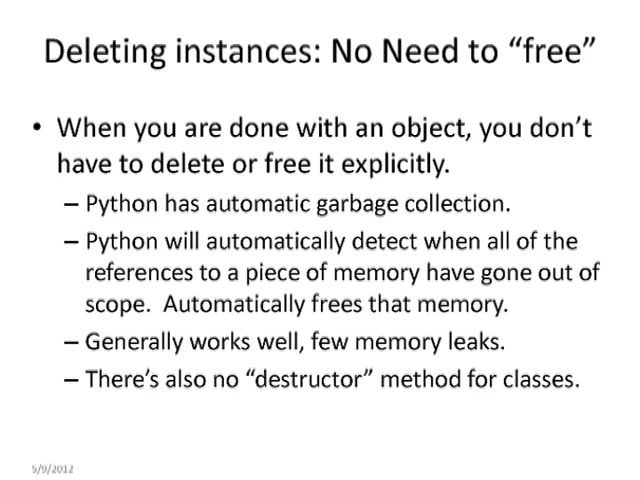 Deleting instances: No Need to “free”
• When you are done with an object, you don’t
have to delete or free it explicitly.
– Python has automatic garbage collection.
– Python will automatically detect when all of the
references to a piece of memory have gone out of
scope.  Automatically frees that memory.
– Generally works well, few memory leaks.
– There’s also no “destructor” method for classes.
5/9/2012